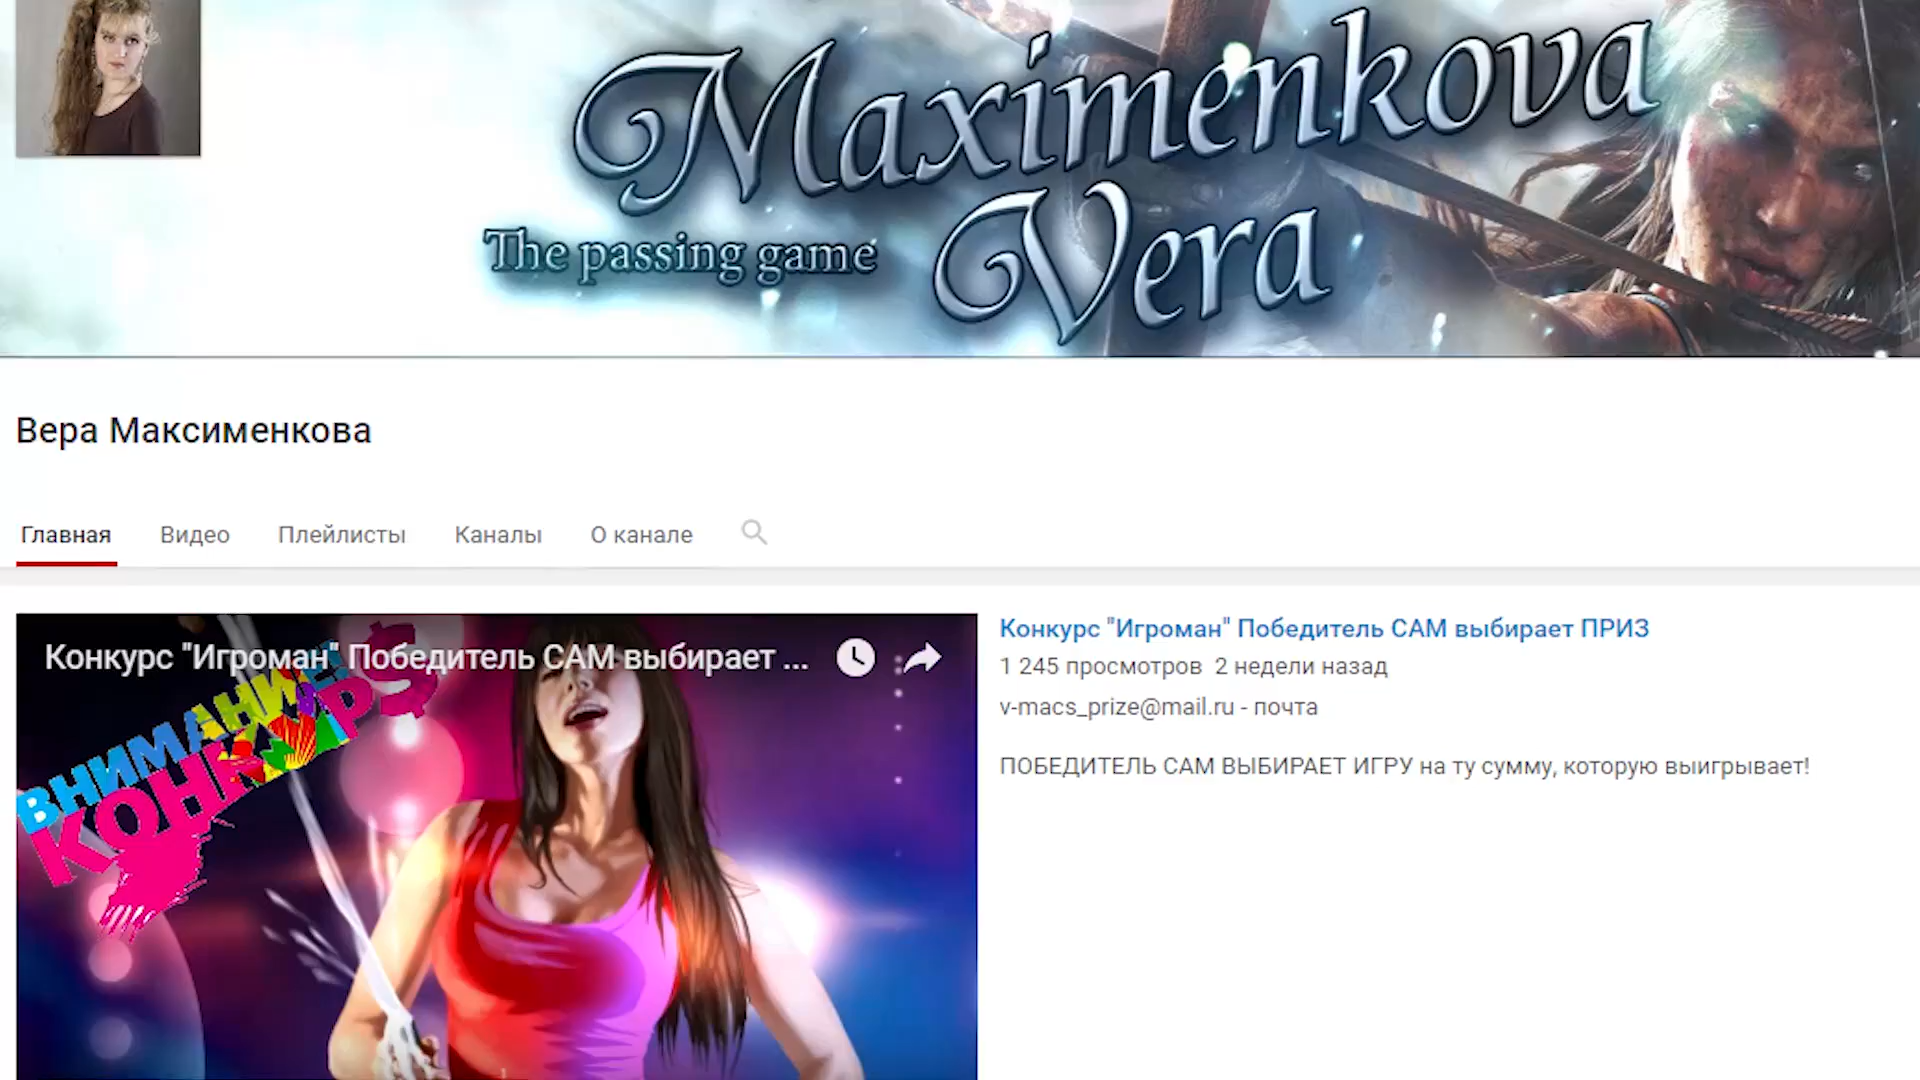 Maximenkova
The passing game
Vera
Вера Максименкова
Главная Видео Плейлисты Каналы О канале
Конкурс "Игроман" Победитель САМ выбирает ...
ВНИМАНИЕ!
КОНКУРС
Конкурс "Игроман" Победитель САМ выбирает ПРИЗ
1 245 просмотров 2 недели назад
v-macs_prize@mail.ru - почта
ПОБЕДИТЕЛЬ САМ ВЫБИРАЕТ ИГРУ на ту сумму, которую выигрывает!